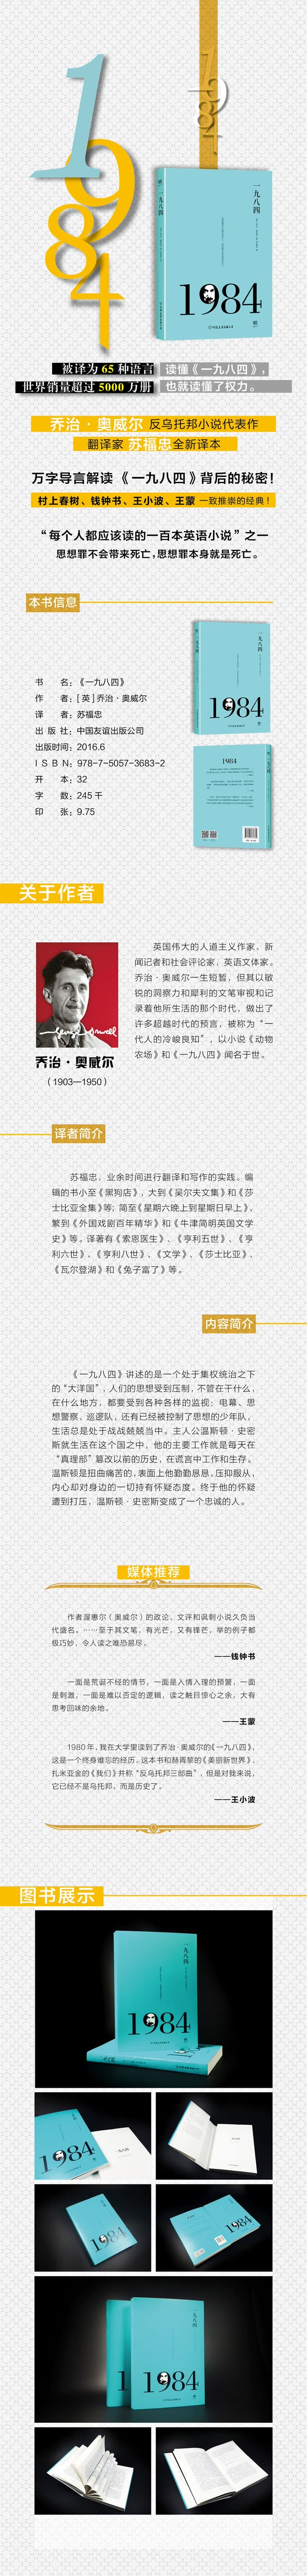 1984
1984
一九八四
1984
被译为 65 种语言
世界销量超过 5000 万册
读懂《一九八四》,
也就读懂了权力。
乔治·奥威尔 反乌托邦小说代表作
翻译家 苏福忠全新译本
万字导言解读《一九八四》背后的秘密!
村上春树、钱钟书、王小波、王蒙 一致推崇的经典!
“每个人都应该读的一百本英语小说”之一
思想罪不会带来死亡,思想罪本身就是死亡。
本书信息
书 名:《一九八四》
作 者:[英]乔治·奥威尔
译 者:苏福忠
出 版 社:中国友谊出版公司
出版时间:2016.6
I S B N:978-7-5057-3683-2
开 本:32
字 数:245 千
印 张:9.75
一九八四
1984
1984
关于作者
乔治·奥威尔
(1903—1950)
英国伟大的人道主义作家、新
闻记者和社会评论家,英语文体家。
乔治·奥威尔一生短暂,但其以敏
锐的洞察力和犀利的文笔审视和记
录着他所生活的那个时代,做出了
许多超越时代的预言,被称为“一
代人的冷峻良知”,以小说《动物
农场》和《一九八四》闻名于世。
译者简介
苏福忠,业余时间进行翻译和写作的实践。编
辑的书小至《黑狗店》,大到《吴尔夫文集》和《莎
士比亚全集》等;简至《星期六晚上到星期日早上》,
繁到《外国戏剧百年精华》和《牛津简明英国文学
史》等。译著有《索恩医生》、《亨利五世》、《亨
利六世》、《亨利八世》、《文学》、《莎士比亚》、
《瓦尔登湖》和《兔子富了》等。
内容简介
《一九八四》讲述的是一个处于集权统治之下
的“大洋国”,人们的思想受到压制,不管在干什么,
在什么地方,都要受到各种各样的监视:电幕、思
想警察、巡逻队,还有已经被控制了思想的少年队,
生活总是处于战战兢兢当中。主人公温斯顿·史密
斯就生活在这个国之中,他的主要工作就是每天在
“真理部”篡改以前的历史,在谎言中工作和生存。
温斯顿是扭曲痛苦的,表面上他勤勤恳恳,压抑服从,
内心却对身边的一切持有怀疑态度。终于他的怀疑
遭到打压,温斯顿·史密斯变成了一个忠诚的人。
媒体推荐
作者渥惠尔(奥威尔)的政论、文评和讽刺小说久负当
代盛名。……至于其文笔,有光芒,又有锋芒,举的例子都
极巧妙,令人读之唯恐易尽。
——钱钟书
一面是荒诞不经的情节,一面是入情入理的预警,一面
是刺激,一面是难以否定的逻辑,读之触目惊心之余,大有
思考回味的余地。
——王蒙
1980 年,我在大学里读到了乔治·奥威尔的《一九八四》,
这是一个终身难忘的经历。这本书和赫胥黎的《美丽新世界》,
扎米亚金的《我们》并称“反乌托邦三部曲”,但是对我来说,
它已经不是乌托邦,而是历史了。
——王小波
图书展示
一九八四
1984
1984
一九八四
1984
1984
一九八四
1984